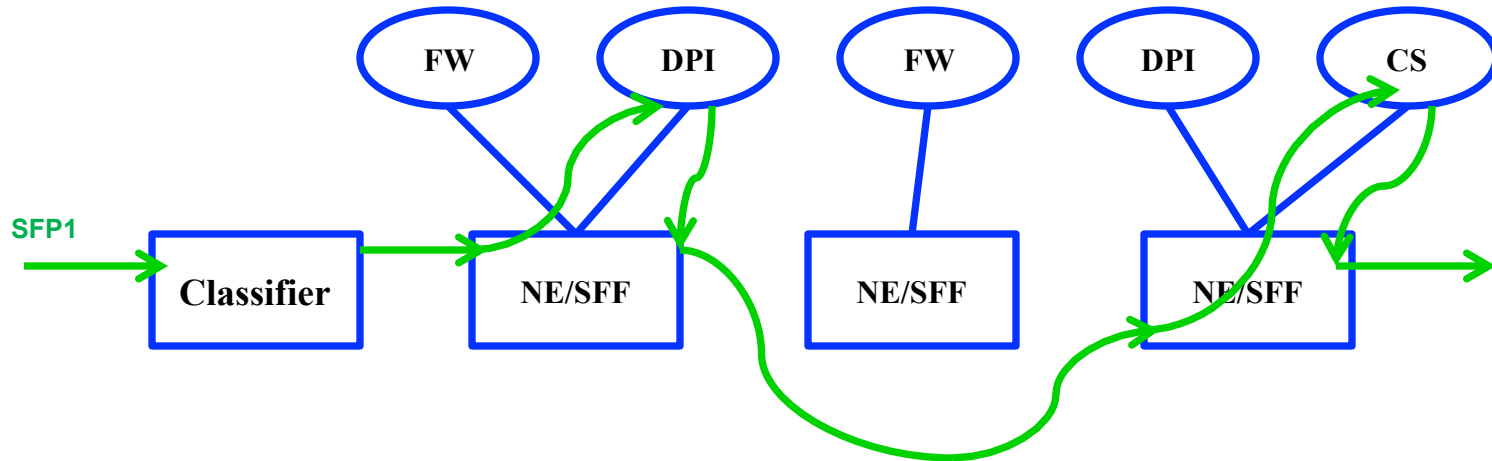 FW
DPI
FW
DPI
CS
SFP1
Classifier
NE/SFF
NE/SFF
NE/SFF